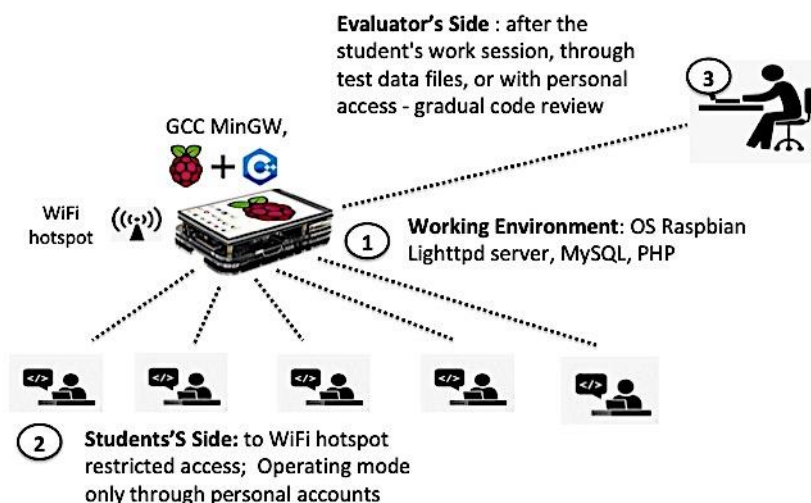 Evaluator's Side : after the
student's work session, through
test data files, or with personal
access - gradual code review
3
GCC MinGW,
+ C++
WiFi
hotspot
1
Working Environment: OS Raspbian
Lighttpd server, MySQL, PHP
</>
</>
</>
</>
</>
2
Students'S Side: to WiFi hotspot
restricted access; Operating mode
only through personal accounts